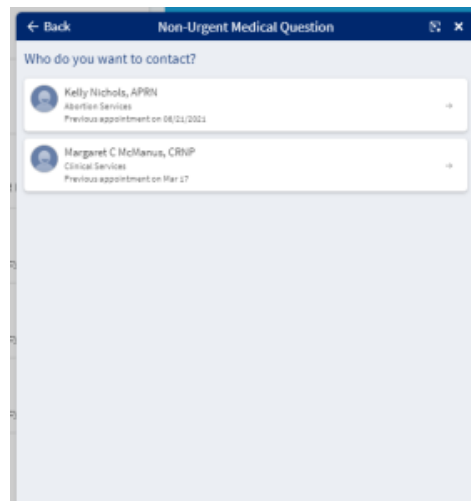 ← Back
Non-Urgent Medical Question
Who do you want to contact?
Kelly Nichols, APRN
Abortion Services
Previous appointment on 08/21/2021
Margaret C McManus, CRNP
Clinical Services
Previous appointment on Mar 17